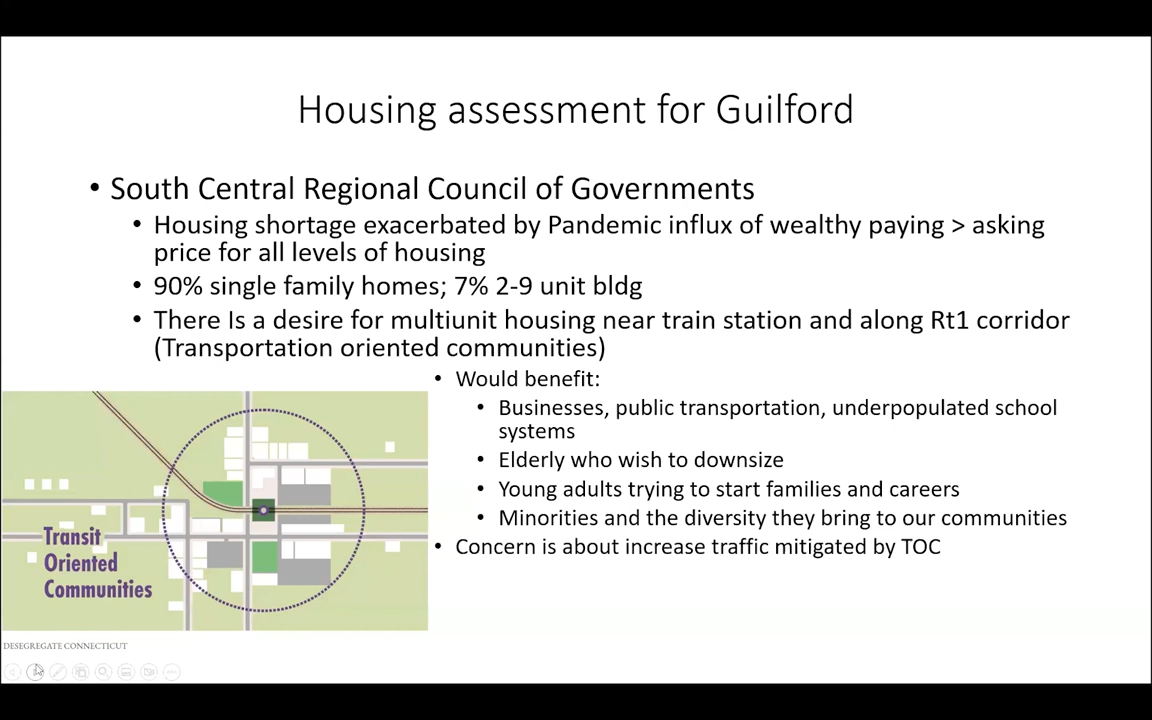 Housing assessment for Guilford
• South Central Regional Council of Governments
• Housing shortage exacerbated by Pandemic influx of wealthy paying > asking
price for all levels of housing
• 90% single family homes; 7% 2-9 unit bldg
• There Is a desire for multiunit housing near train station and along Rt1 corridor
(Transportation oriented communities)
• Would benefit:
• Businesses, public transportation, underpopulated school
systems
• Elderly who wish to downsize
• Young adults trying to start families and careers
• Minorities and the diversity they bring to our communities
• Concern is about increase traffic mitigated by TOC
Transit
Oriented
Communities
DESEGREGATE CONNECTICUT